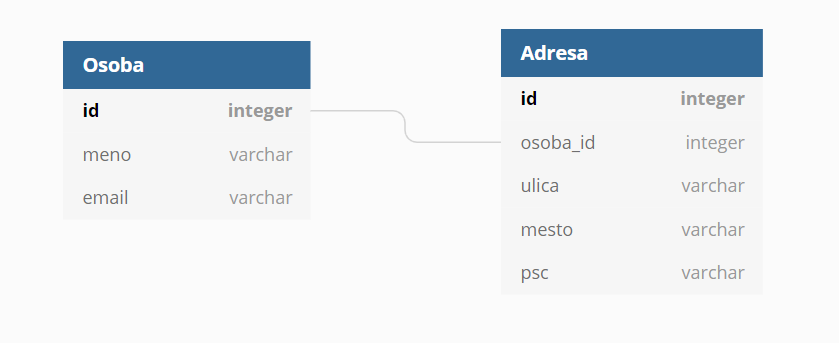 Osoba
id integer
meno varchar
email varchar
Adresa
id integer
osoba_id integer
ulica varchar
mesto varchar
psc varchar